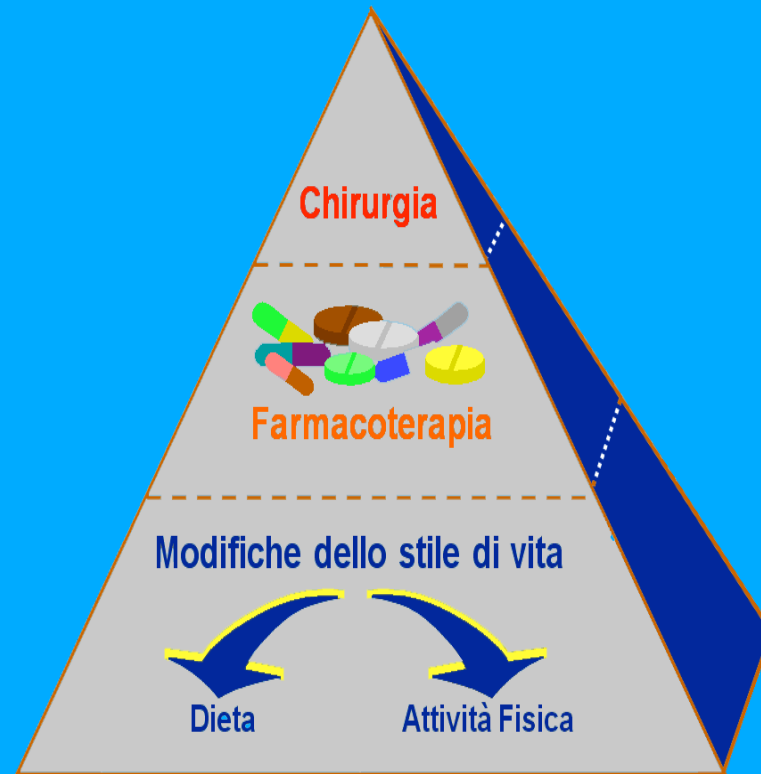 Chirurgia
Farmacoterapia
Modifiche dello stile di vita
Dieta
Attività Fisica